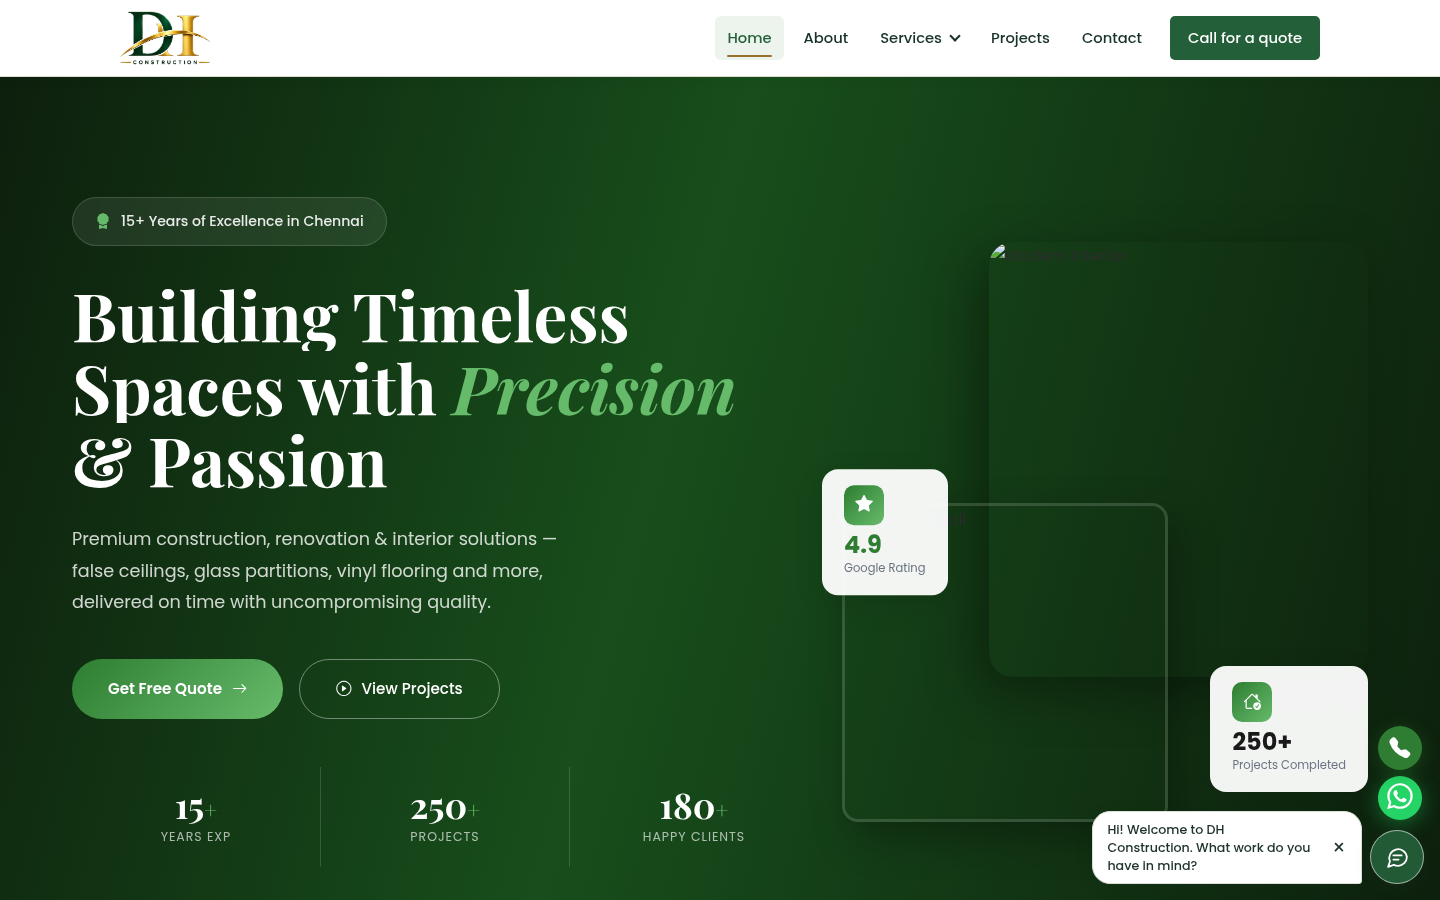 DH
CONSTRUCTION
Home
About
Services
Projects
Contact
Call for a quote
15+ Years of Excellence in Chennai
Building Timeless
Spaces with Precision
& Passion
Premium construction, renovation & interior solutions —
false ceilings, glass partitions, vinyl flooring and more,
delivered on time with uncompromising quality.
Get Free Quote
View Projects
15+
YEARS EXP
250+
PROJECTS
180+
HAPPY CLIENTS
4.9
Google Rating
250+
Projects Completed
Hi! Welcome to DH
Construction. What work do you
have in mind?